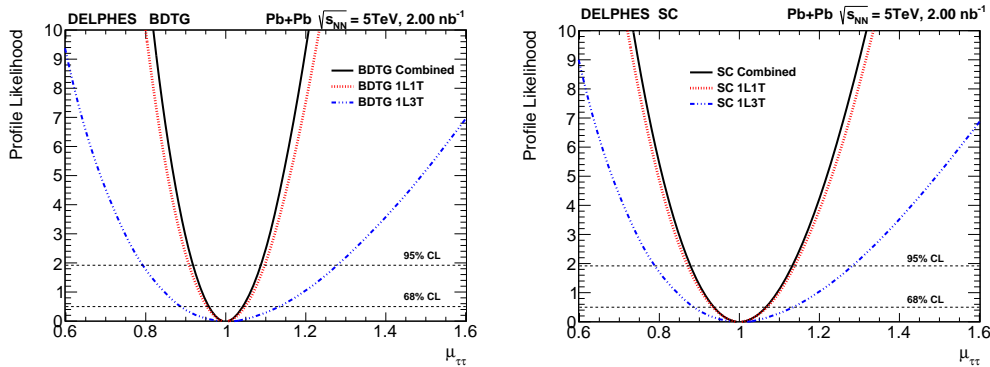 DELPHES BDTG Pb+Pb √s_NN = 5TeV, 2.00 nb⁻¹
Profile Likelihood
10
9
8
7
6
5
4
3
2
1
0
BDTG Combined
BDTG 1L1T
BDTG 1L3T
95% CL
68% CL
0.6 0.8 1 1.2 1.4 1.6
μ_ττ
DELPHES SC Pb+Pb √s_NN = 5TeV, 2.00 nb⁻¹
Profile Likelihood
10
9
8
7
6
5
4
3
2
1
0
SC Combined
SC 1L1T
SC 1L3T
95% CL
68% CL
0.6 0.8 1 1.2 1.4 1.6
μ_ττ